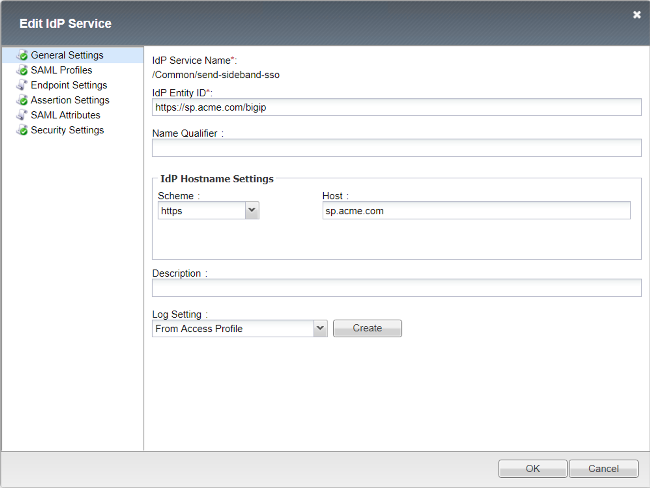 Edit IdP Service
General Settings
SAML Profiles
Endpoint Settings
Assertion Settings
SAML Attributes
Security Settings
IdP Service Name*:
/Common/send-sideband-sso
IdP Entity ID*:
https://sp.acme.com/bigip
Name Qualifier :
IdP Hostname Settings
Scheme :
Host :
https
sp.acme.com
Description :
Log Setting :
From Access Profile
Create
OK
Cancel